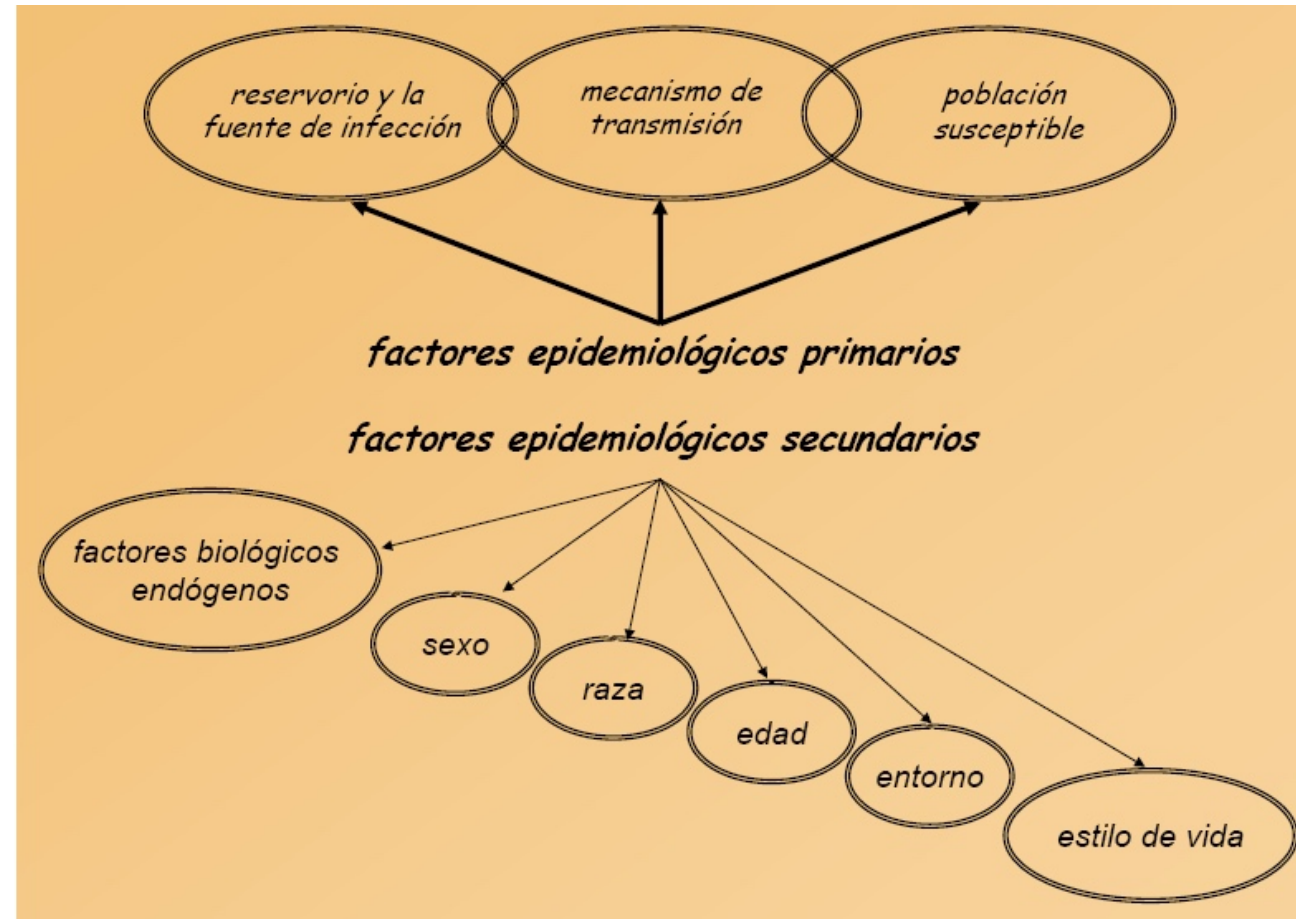 reservorio y la
fuente de infección
mecanismo de
transmisión
población
susceptible
factores epidemiológicos primarios
factores epidemiológicos secundarios
factores biológicos
endógenos
sexo
raza
edad
entorno
estilo de vida